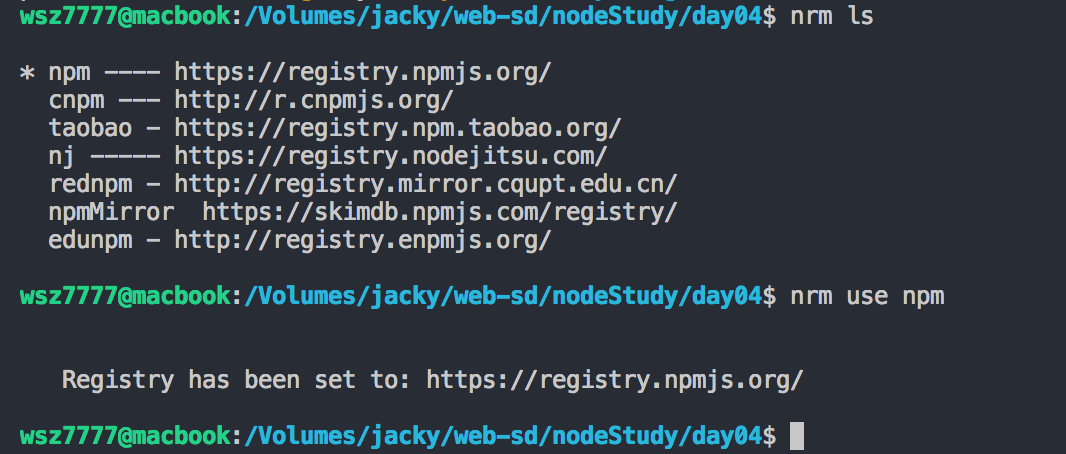 wsz7777@macbook:/Volumes/jacky/web-sd/nodeStudy/day04$ nrm ls
* npm ---- https://registry.npmjs.org/
cnpm --- http://r.cnpmjs.org/
taobao - https://registry.npm.taobao.org/
nj ----- https://registry.nodejitsu.com/
rednpm - http://registry.mirror.cqupt.edu.cn/
npmMirror  https://skimdb.npmjs.com/registry/
edunpm - http://registry.enpmjs.org/
wsz7777@macbook:/Volumes/jacky/web-sd/nodeStudy/day04$ nrm use npm
Registry has been set to: https://registry.npmjs.org/
wsz7777@macbook:/Volumes/jacky/web-sd/nodeStudy/day04$